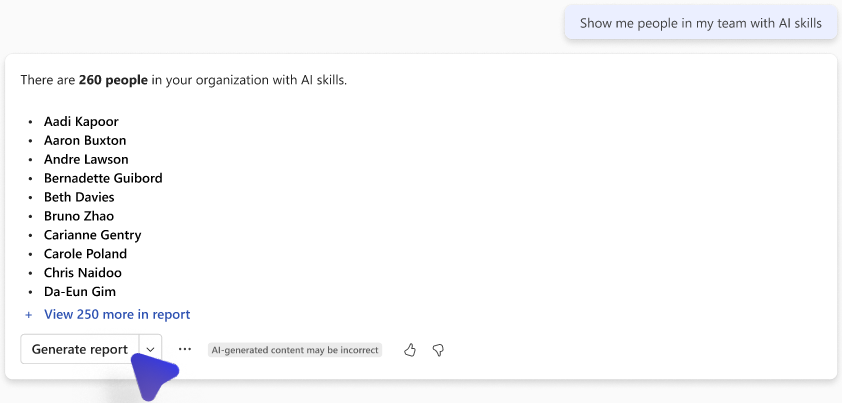 Show me people in my team with AI skills
There are 260 people in your organization with AI skills.
• Aadi Kapoor
• Aaron Buxton
• Andre Lawson
• Bernadette Guibord
• Beth Davies
• Bruno Zhao
• Carianne Gentry
• Carole Poland
• Chris Naidoo
• Da-Eun Gim
+ View 250 more in report
Generate report
AI-generated content may be incorrect